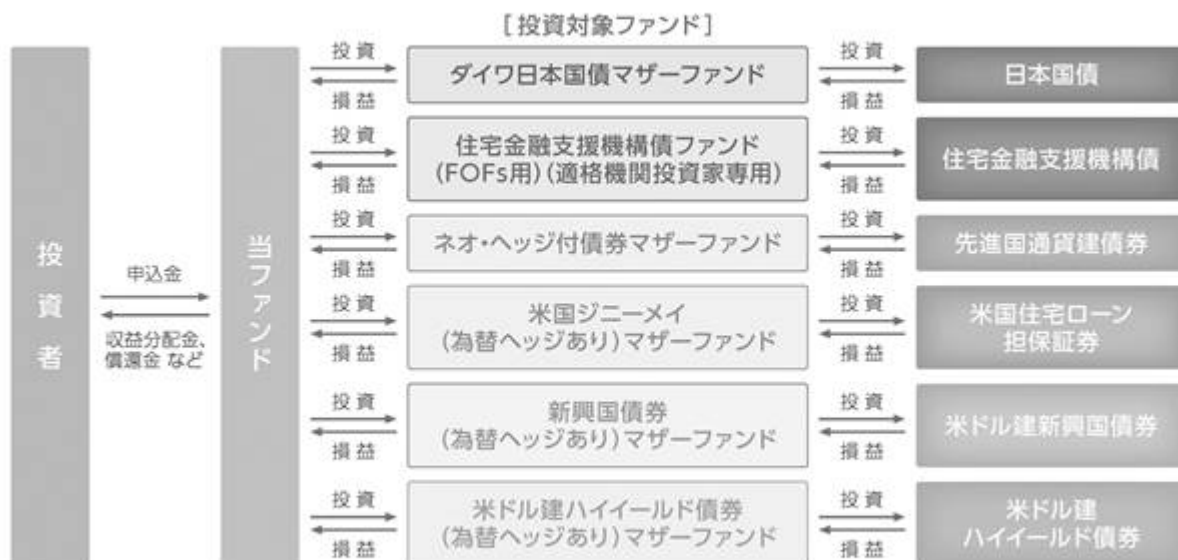 [投資対象ファンド]
投資者
申込金
収益分配金、
償還金 など
当ファンド
投資
損益
ダイワ日本国債マザーファンド
投資
損益
日本国債
投資
損益
住宅金融支援機構債ファンド
(FOFs用)(適格機関投資家専用)
投資
損益
住宅金融支援機構債
投資
損益
ネオ・ヘッジ付債券マザーファンド
投資
損益
先進国通貨建債券
投資
損益
米国ジニーメイ
(為替ヘッジあり)マザーファンド
投資
損益
米国住宅ローン
担保証券
投資
損益
新興国債券
(為替ヘッジあり)マザーファンド
投資
損益
米ドル建新興国債券
投資
損益
米ドル建ハイイールド債券
(為替ヘッジあり)マザーファンド
投資
損益
米ドル建
ハイイールド債券